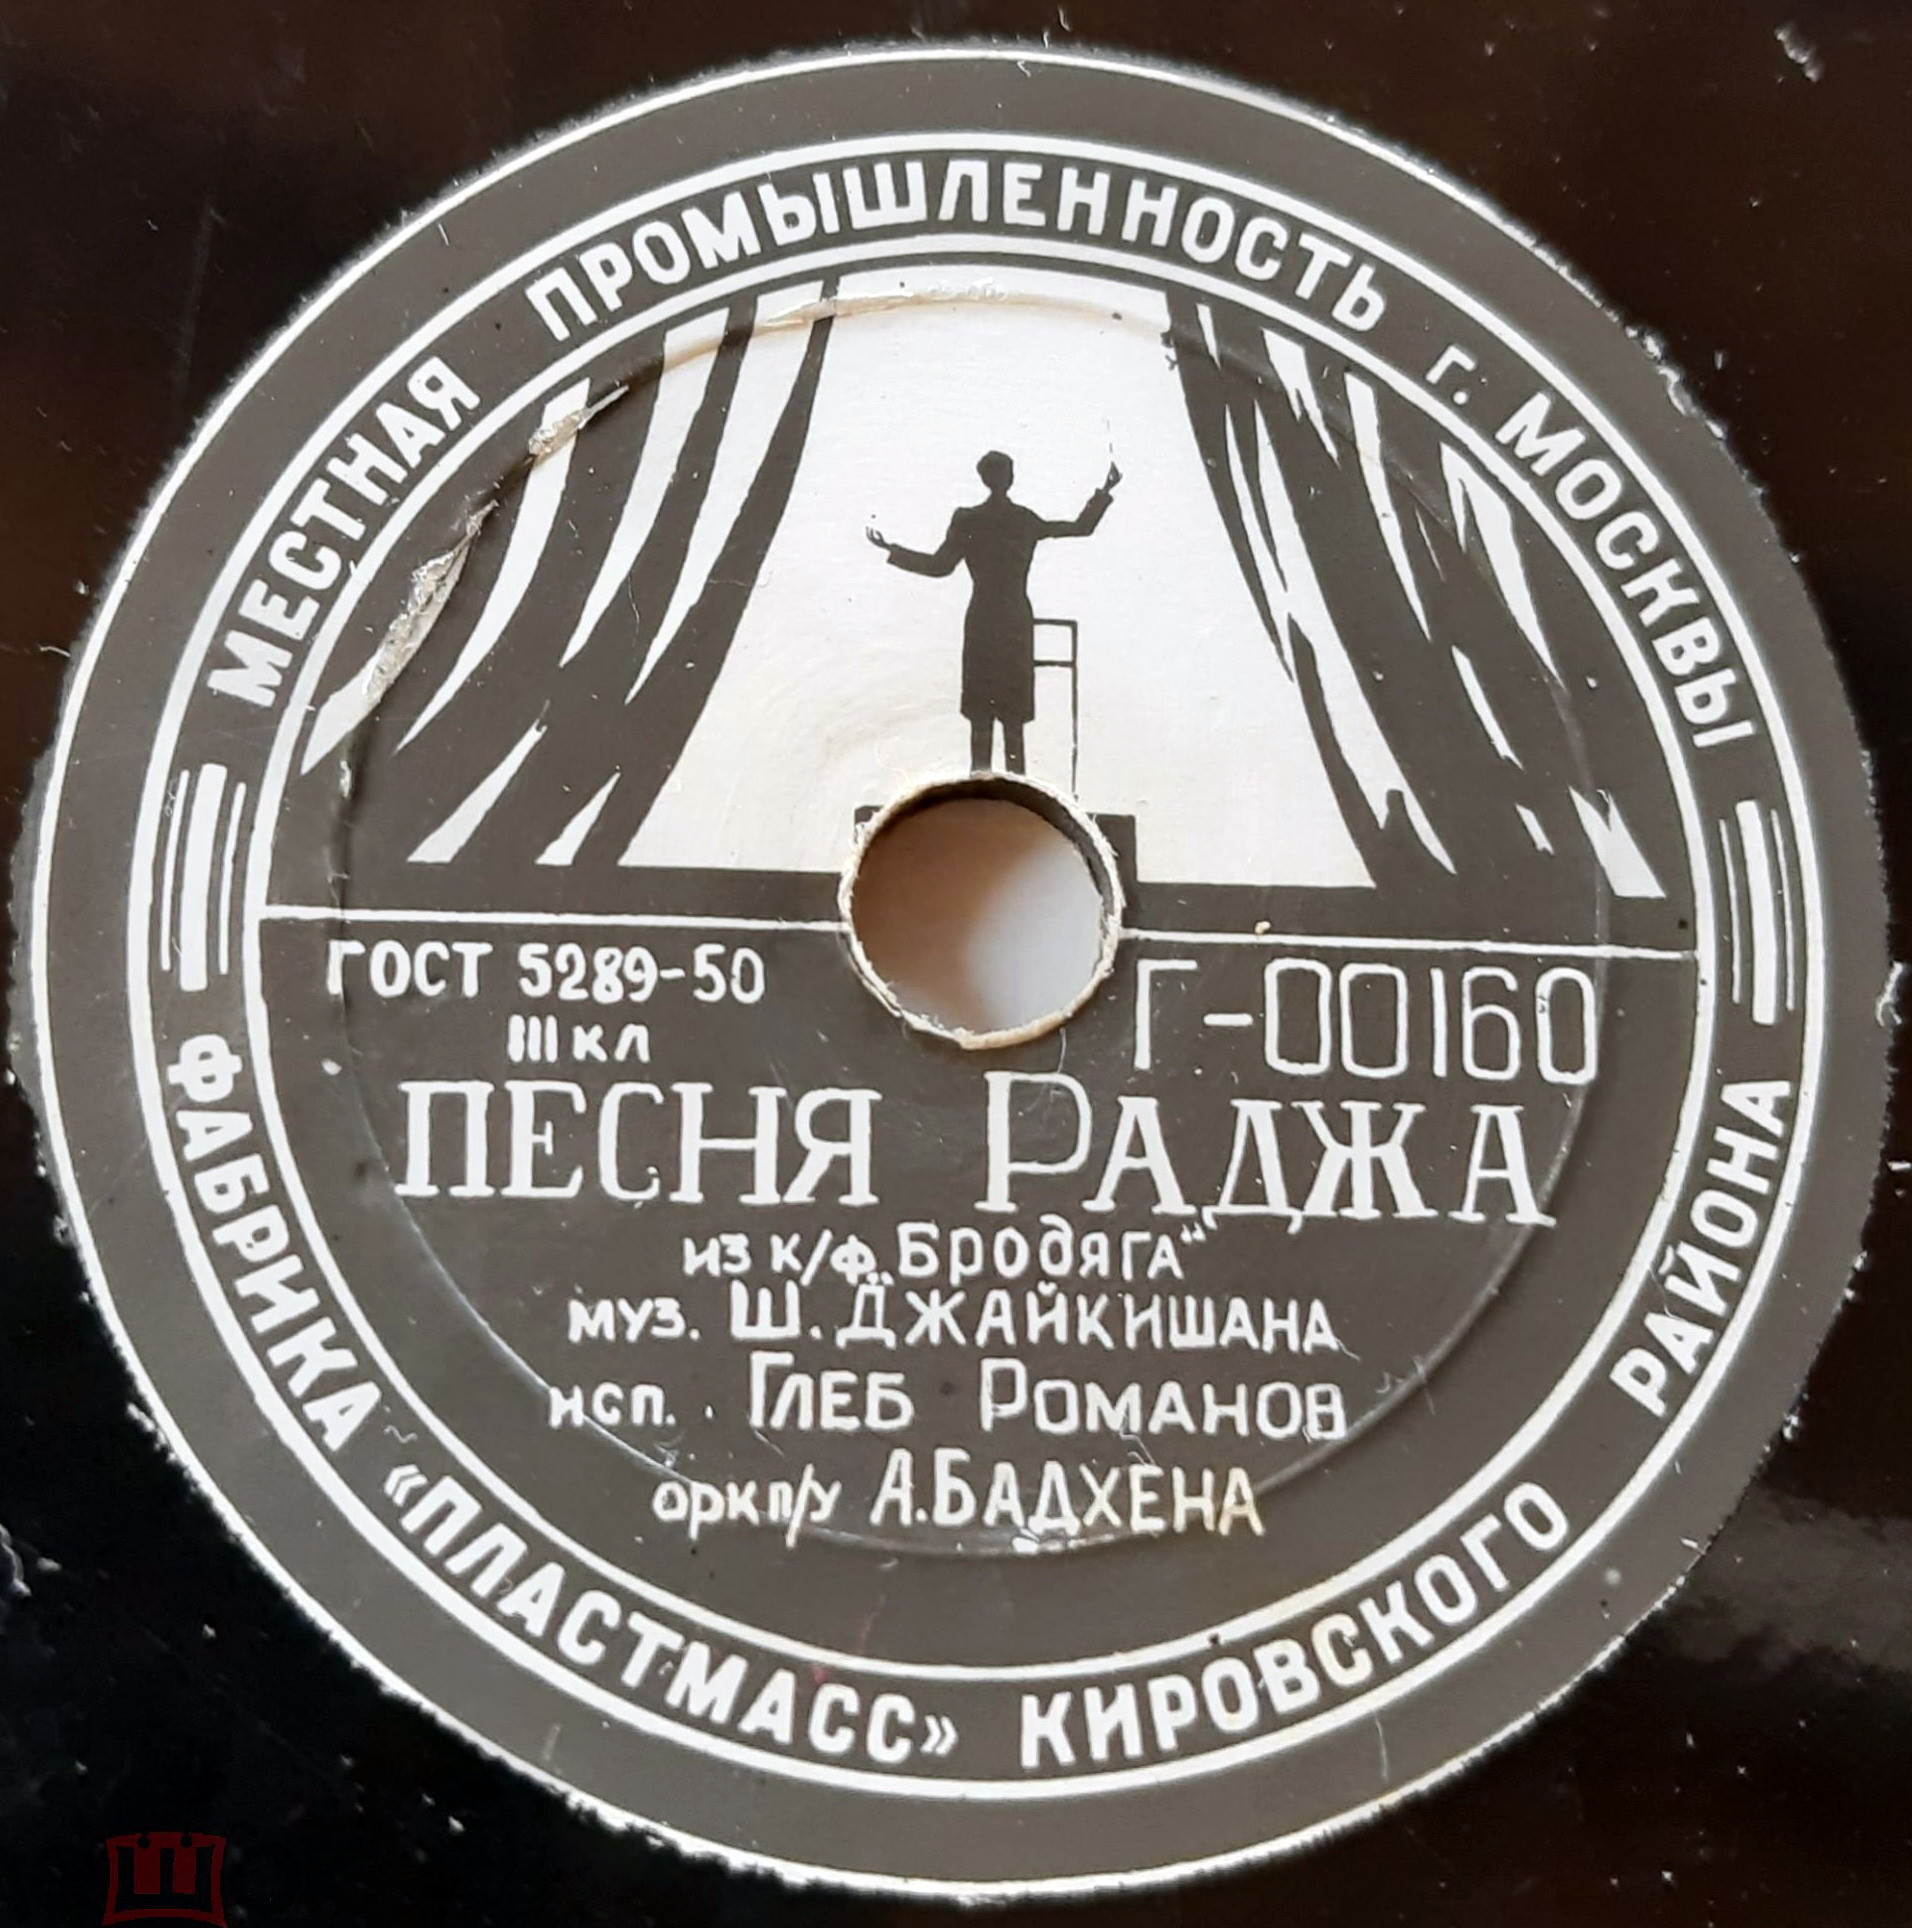 МЕСТНАЯ ПРОМЫШЛЕННОСТЬ г. МОСКВЫ
ГОСТ 5289-50
III КЛ
Г-00160
ПЕСНЯ РАДЖА
ИЗ К/Ф „БРОДЯГА"
МУЗ. Ш. ДЖАЙКИШАНА
ИСП. ГЛЕБ РОМАНОВ
ОРК П/У А. БАДХЕНА
ФАБРИКА «ПЛАСТМАСС» КИРОВСКОГО РАЙОНА